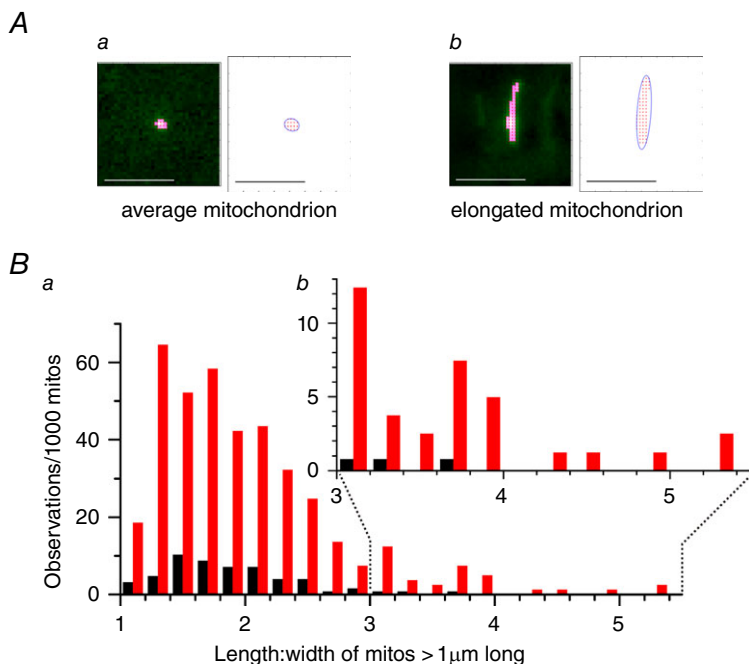 A
a
b
average mitochondrion
elongated mitochondrion
B
a
b
Observations/1000 mitos
60
40
20
0
10
5
0
3
4
5
1
2
3
4
5
Length:width of mitos > 1μm long